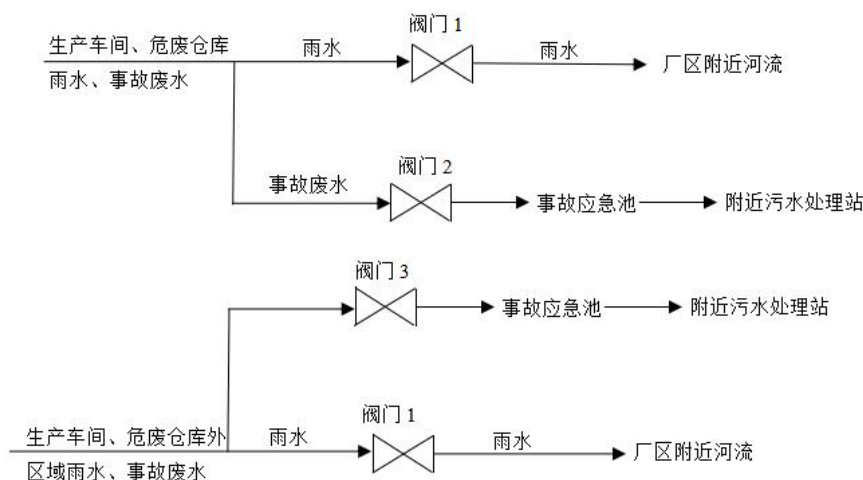 阀门 1
生产车间、危废仓库
雨水
雨水
厂区附近河流
雨水、事故废水
阀门 2
事故废水
事故应急池
附近污水处理站
阀门 3
事故应急池
附近污水处理站
阀门 1
生产车间、危废仓库外
雨水
雨水
厂区附近河流
区域雨水、事故废水